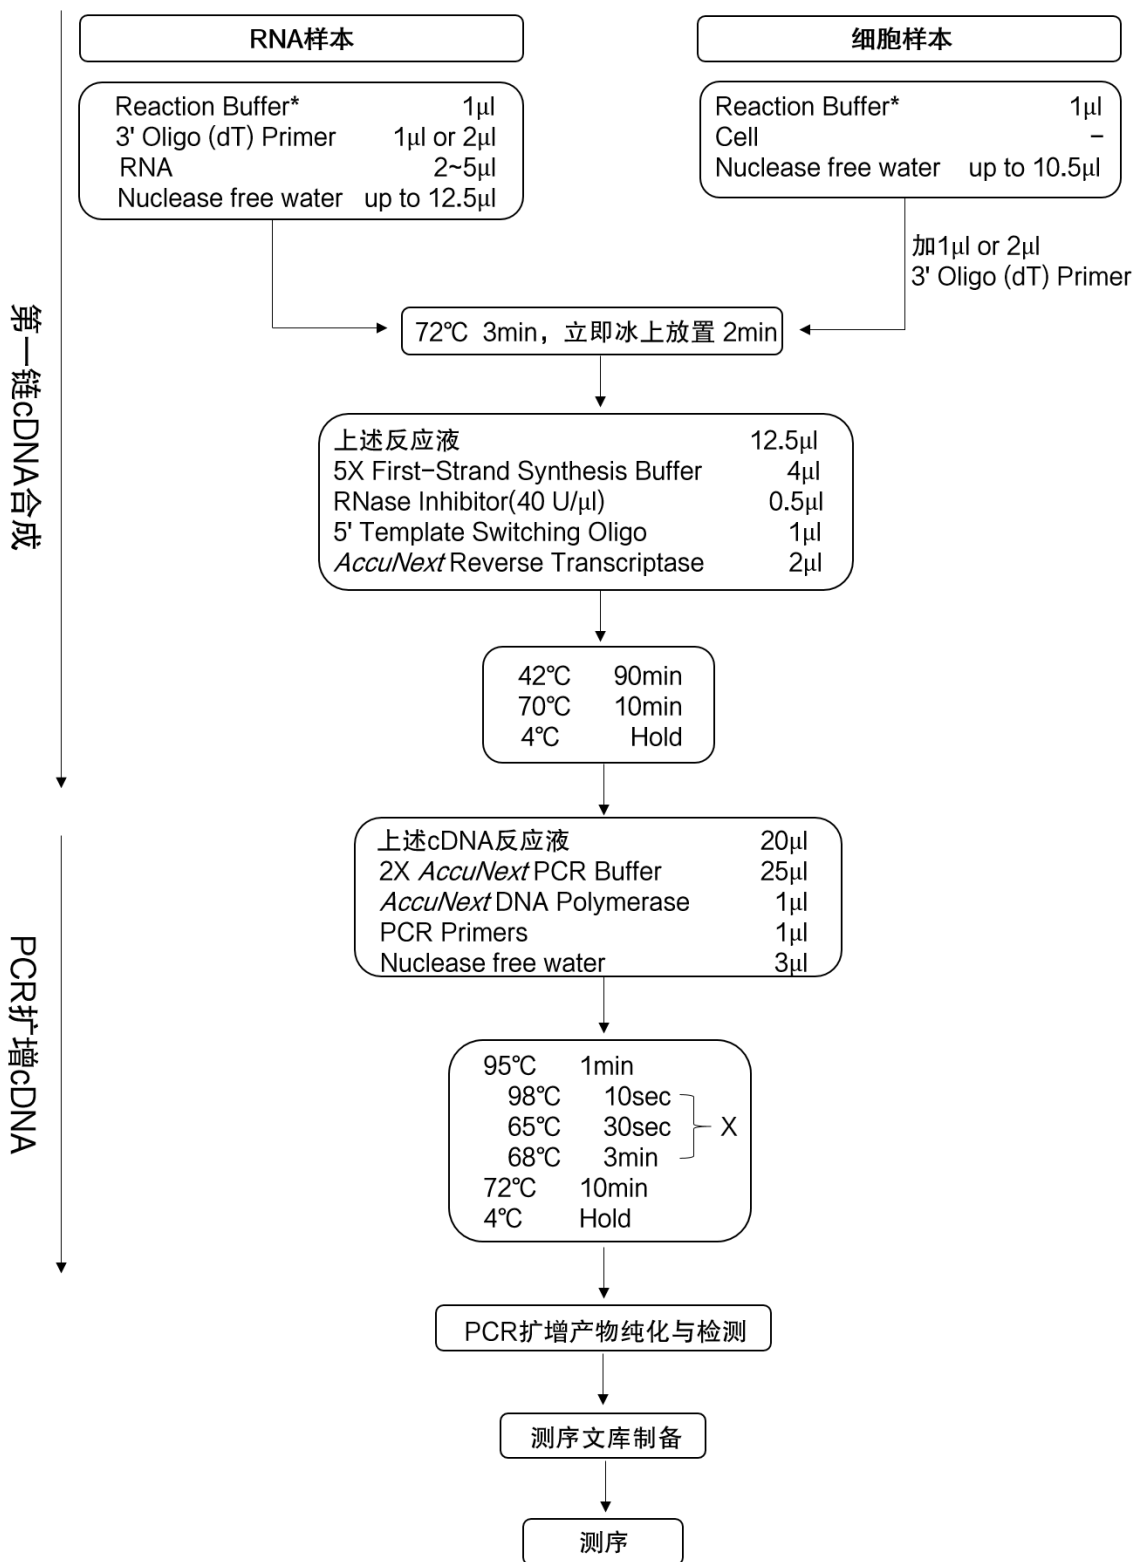 RNA样本
细胞样本
Reaction Buffer* 1μl
3' Oligo (dT) Primer 1μl or 2μl
RNA 2~5μl
Nuclease free water up to 12.5μl
Reaction Buffer* 1μl
Cell –
Nuclease free water up to 10.5μl
加1μl or 2μl
3' Oligo (dT) Primer
第一链cDNA合成
72℃ 3min，立即冰上放置 2min
上述反应液 12.5μl
5X First-Strand Synthesis Buffer 4μl
RNase Inhibitor(40 U/μl) 0.5μl
5' Template Switching Oligo 1μl
AccuNext Reverse Transcriptase 2μl
42℃ 90min
70℃ 10min
4℃ Hold
PCR扩增cDNA
上述cDNA反应液 20μl
2X AccuNext PCR Buffer 25μl
AccuNext DNA Polymerase 1μl
PCR Primers 1μl
Nuclease free water 3μl
95℃ 1min
98℃ 10sec
65℃ 30sec X
68℃ 3min
72℃ 10min
4℃ Hold
PCR扩增产物纯化与检测
测序文库制备
测序